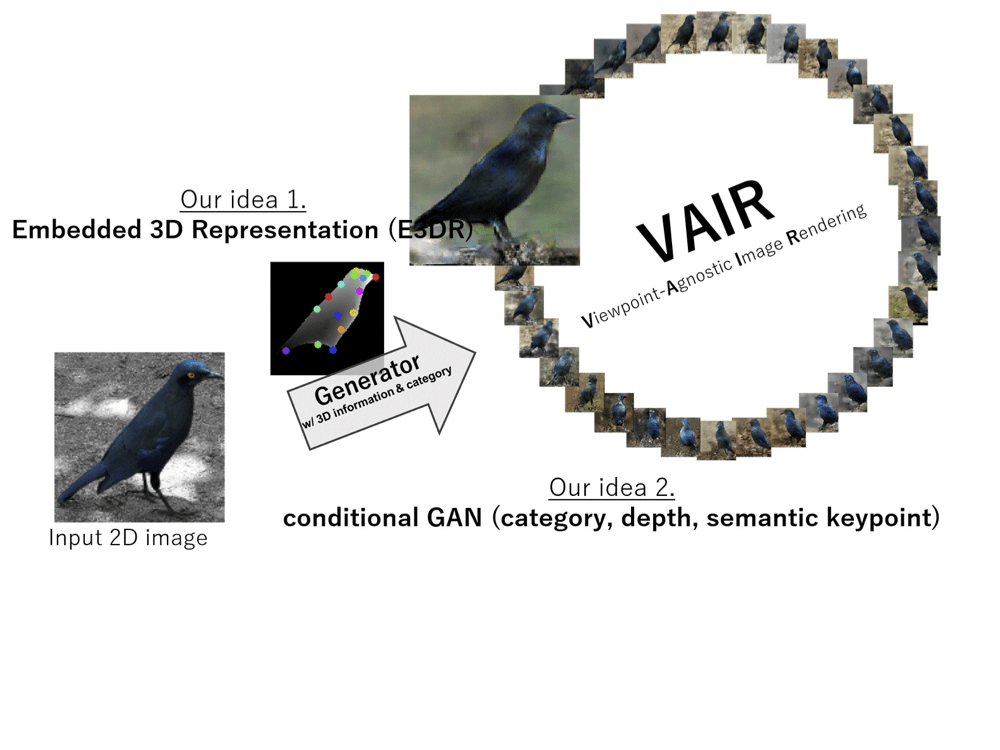 Our idea 1.
Embedded 3D Representation (E3DR)
VAIR
Viewpoint-Agnostic Image Rendering
Generator
w/ 3D information & category
Input 2D image
Our idea 2.
conditional GAN (category, depth, semantic keypoint)